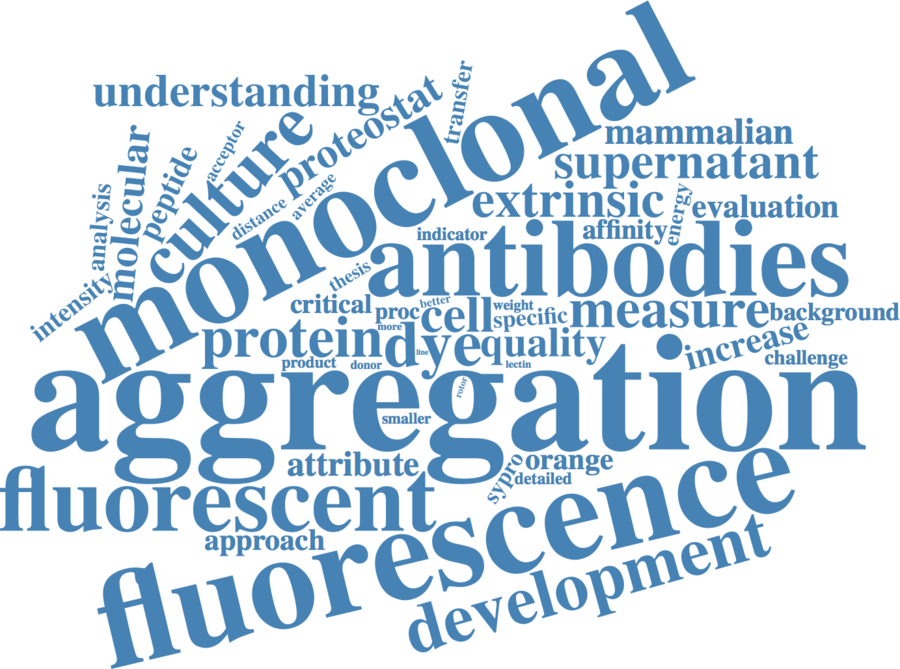 monoclonal
understanding
proteostat
transfer
culture
acceptor
mammalian
supernatant
molecular
peptide
average
distance
analysis
extrinsic
energy
evaluation
affinity
indicator
antibodies
thesis
intensity
critical
proc
better
cell
weight
specific
measure
background
more
protein
dye
line
quality
increase
challenge
product
donor
lectin
aggregation
rotor
smaller
attribute
sypro
orange
detailed
fluorescent
approach
fluorescence
development